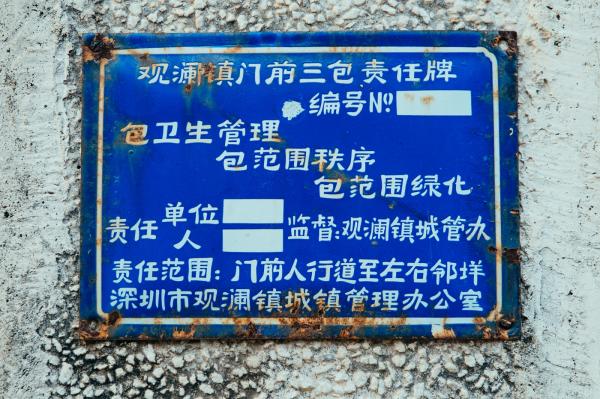 观澜镇门前三包责任牌
编号№
包卫生管理
包范围秩序
包范围绿化
责任单位
人
监督:观澜镇城管办
责任范围:门前人行道至左右邻垟
深圳市观澜镇城镇管理办公室